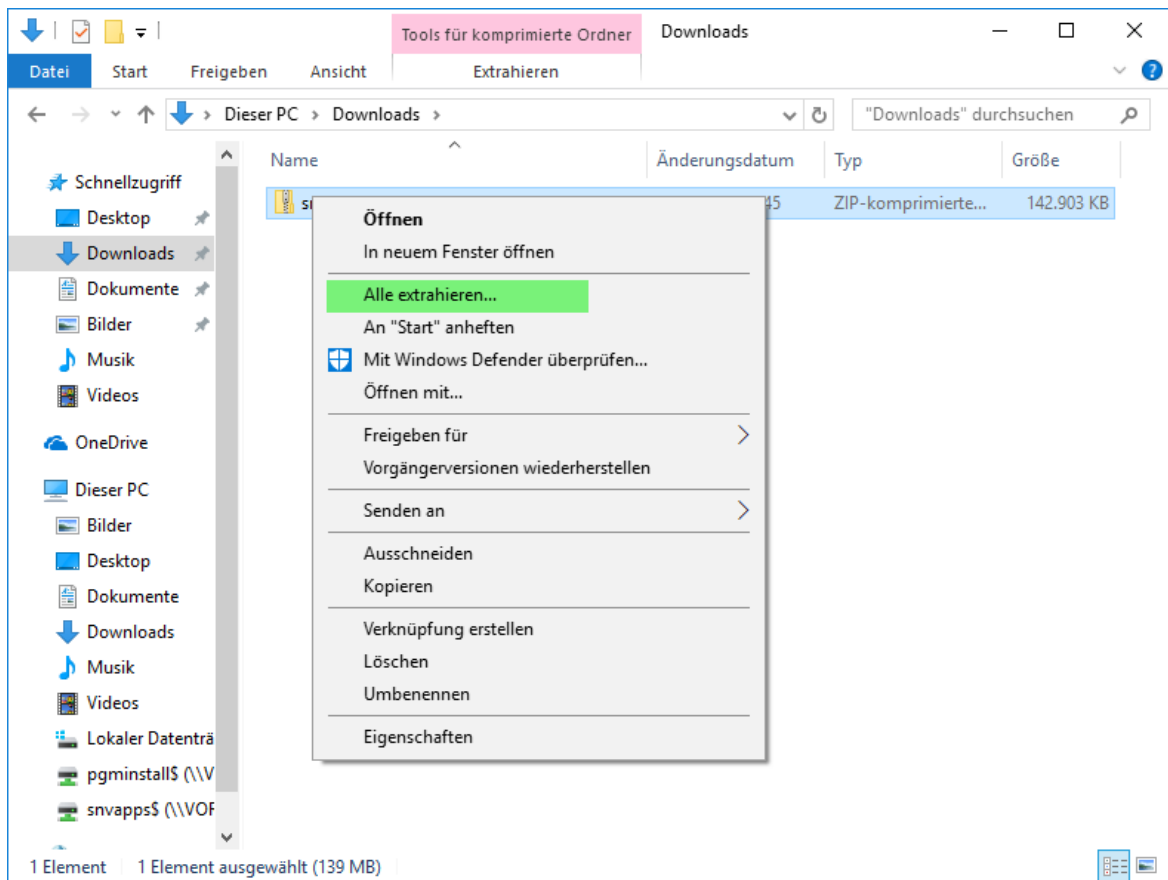 Tools für komprimierte Ordner
Downloads
Datei Start Freigeben Ansicht Extrahieren
Dieser PC Downloads
"Downloads" durchsuchen
Name Änderungsdatum Typ Größe
45 ZIP-komprimierte... 142.903 KB
Schnellzugriff
Desktop
Downloads
Dokumente
Bilder
Musik
Videos
OneDrive
Dieser PC
Bilder
Desktop
Dokumente
Downloads
Musik
Videos
Lokaler Datenträ
pgminstall$ (\\V
snvapps$ (\\VOF
Öffnen
In neuem Fenster öffnen
Alle extrahieren...
An "Start" anheften
Mit Windows Defender überprüfen...
Öffnen mit...
Freigeben für
Vorgängerversionen wiederherstellen
Senden an
Ausschneiden
Kopieren
Verknüpfung erstellen
Löschen
Umbenennen
Eigenschaften
1 Element 1 Element ausgewählt (139 MB)